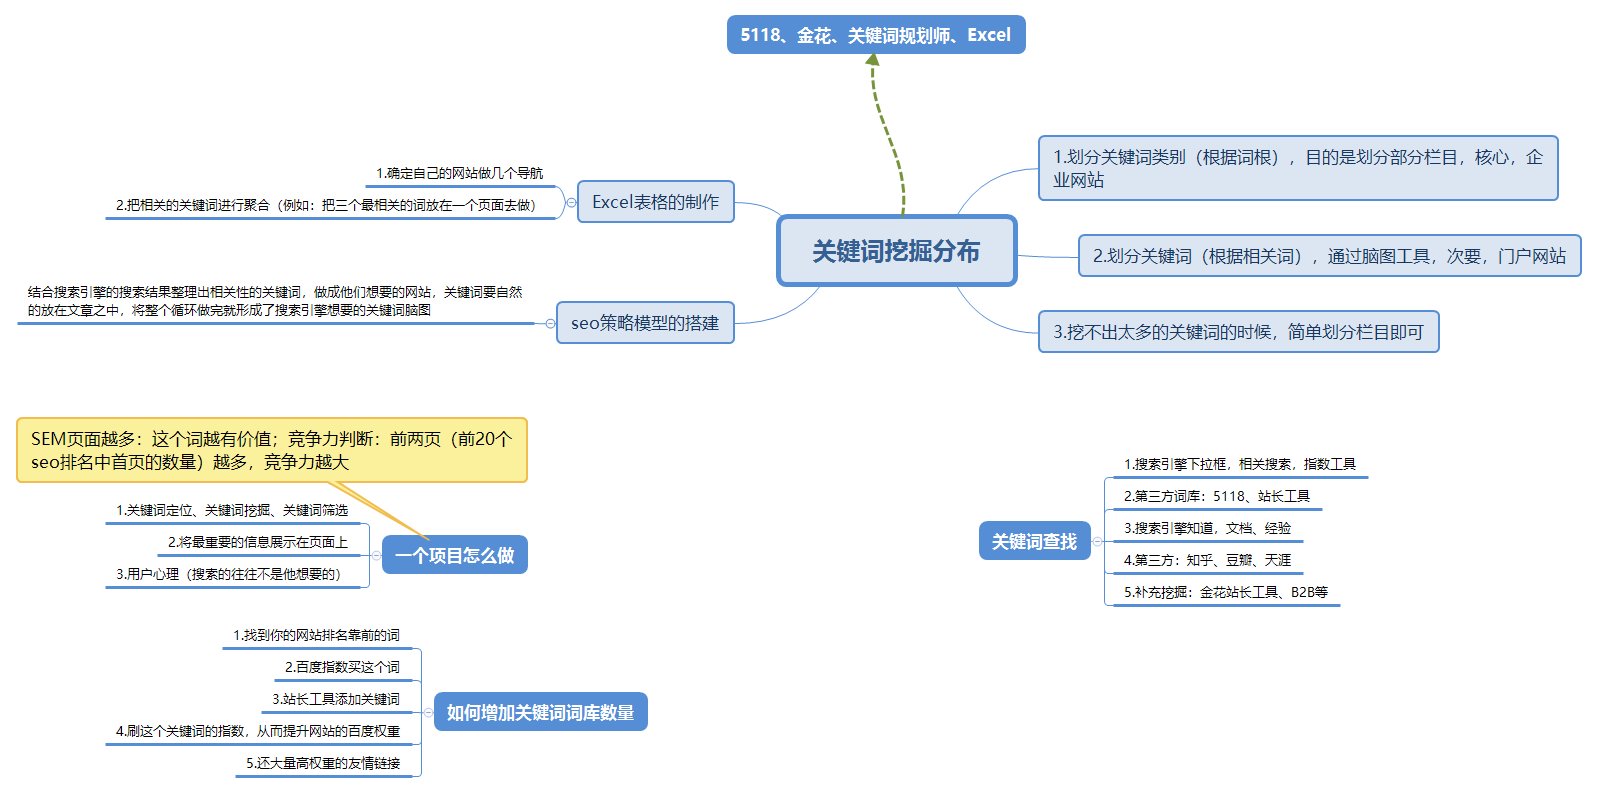 5118、金花、关键词规划师、Excel
关键词挖掘分布
1.划分关键词类别（根据词根），目的是划分部分栏目，核心，企
业网站
2.划分关键词（根据相关词），通过脑图工具，次要，门户网站
3.挖不出太多的关键词的时候，简单划分栏目即可
Excel表格的制作
1.确定自己的网站做几个导航
2.把相关的关键词进行聚合（例如：把三个最相关的词放在一个页面去做）
seo策略模型的搭建
结合搜索引擎的搜索结果整理出相关性的关键词，做成他们想要的网站，关键词要自然
的放在文章之中，将整个循环做完就形成了搜索引擎想要的关键词脑图
SEM页面越多：这个词越有价值；竞争力判断：前两页（前20个
seo排名中首页的数量）越多，竞争力越大
一个项目怎么做
1.关键词定位、关键词挖掘、关键词筛选
2.将最重要的信息展示在页面上
3.用户心理（搜索的往往不是他想要的）
如何增加关键词词库数量
1.找到你的网站排名靠前的词
2.百度指数买这个词
3.站长工具添加关键词
4.刷这个关键词的指数，从而提升网站的百度权重
5.还大量高权重的友情链接
关键词查找
1.搜索引擎下拉框，相关搜索，指数工具
2.第三方词库：5118、站长工具
3.搜索引擎知道，文档、经验
4.第三方：知乎、豆瓣、天涯
5.补充挖掘：金花站长工具、B2B等